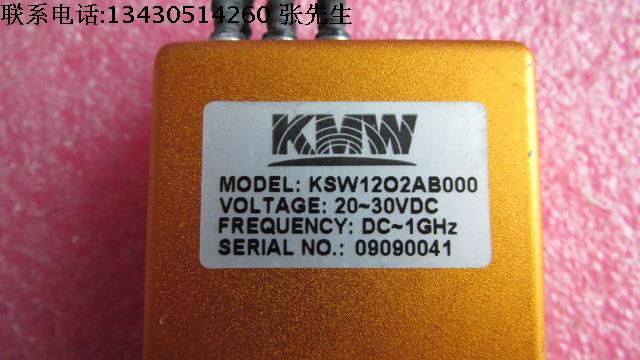 联系电话:13430514260 张先生
KMW
MODEL: KSW12O2AB000
VOLTAGE: 20~30VDC
FREQUENCY: DC~1GHz
SERIAL NO.: 09090041